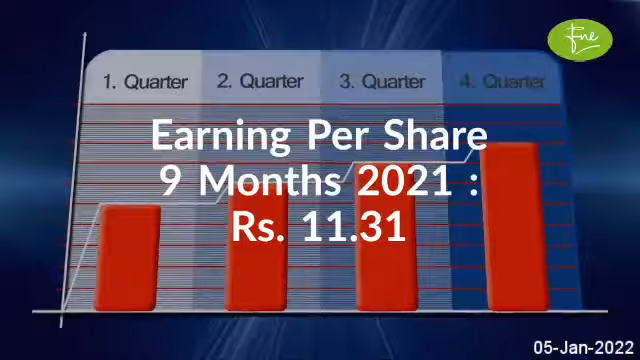 Fne
1. Quarter 2. Quarter 3. Quarter 4. Quarter
Earning Per Share
9 Months 2021 :
Rs. 11.31
05-Jan-2022